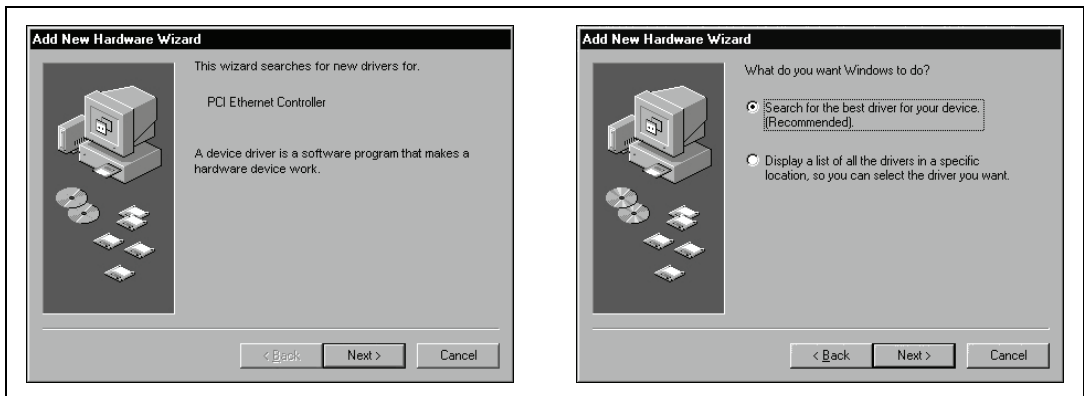 Add New Hardware Wizard
This wizard searches for new drivers for.
PCI Ethernet Controller
A device driver is a software program that makes a
hardware device work.
< Back
Next >
Cancel
Add New Hardware Wizard
What do you want Windows to do?
Search for the best driver for your device.
(Recommended).
Display a list of all the drivers in a specific
location, so you can select the driver you want.
< Back
Next >
Cancel